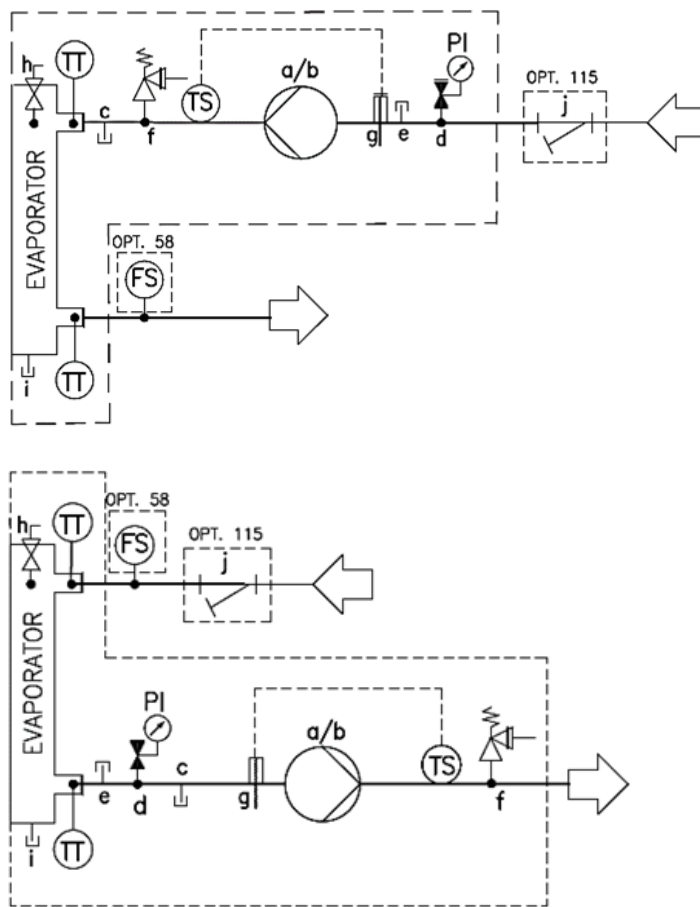 h
TT
PI
a/b
OPT. 115
c
TS
j
f
g
e
d
EVAPORATOR
OPT. 58
FS
i
TT
h
TT
OPT. 58
FS
OPT. 115
j
EVAPORATOR
PI
a/b
c
TS
e
d
g
f
i
TT